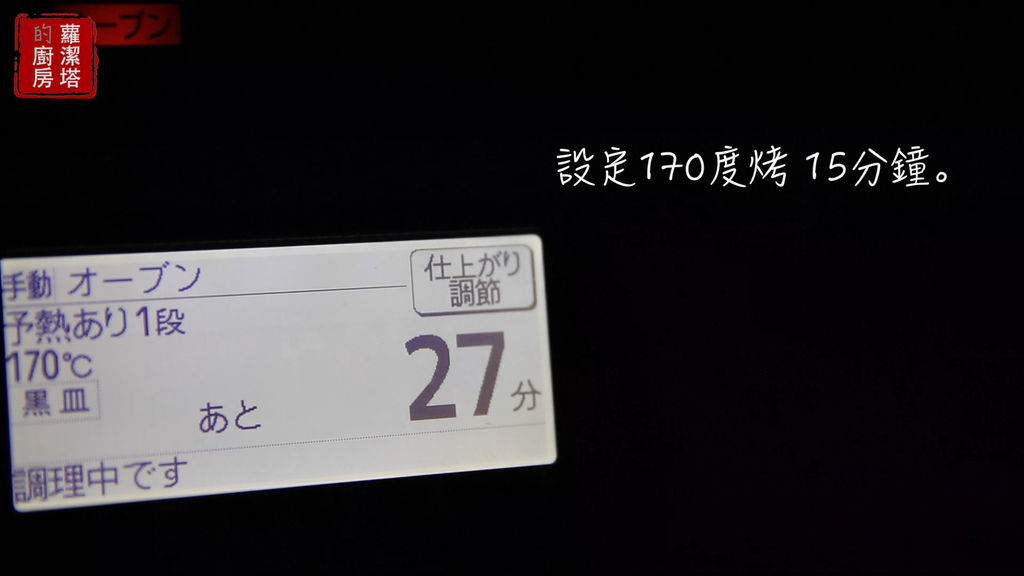 蘿潔塔
的廚房
オーブン
設定170度烤 15分鐘。
手動 オーブン
仕上がり
調節
予熱あり1段
170℃
黒皿
あと 27分
調理中です